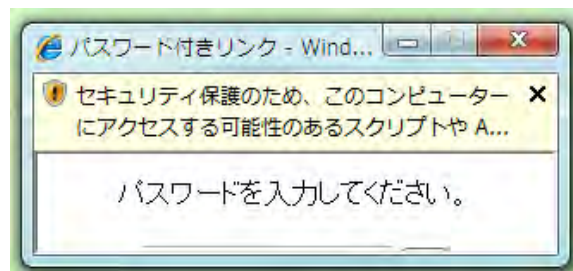 パスワード付きリンク - Wind...
セキュリティ保護のため、このコンピューター
にアクセスする可能性のあるスクリプトや A...
パスワードを入力してください。